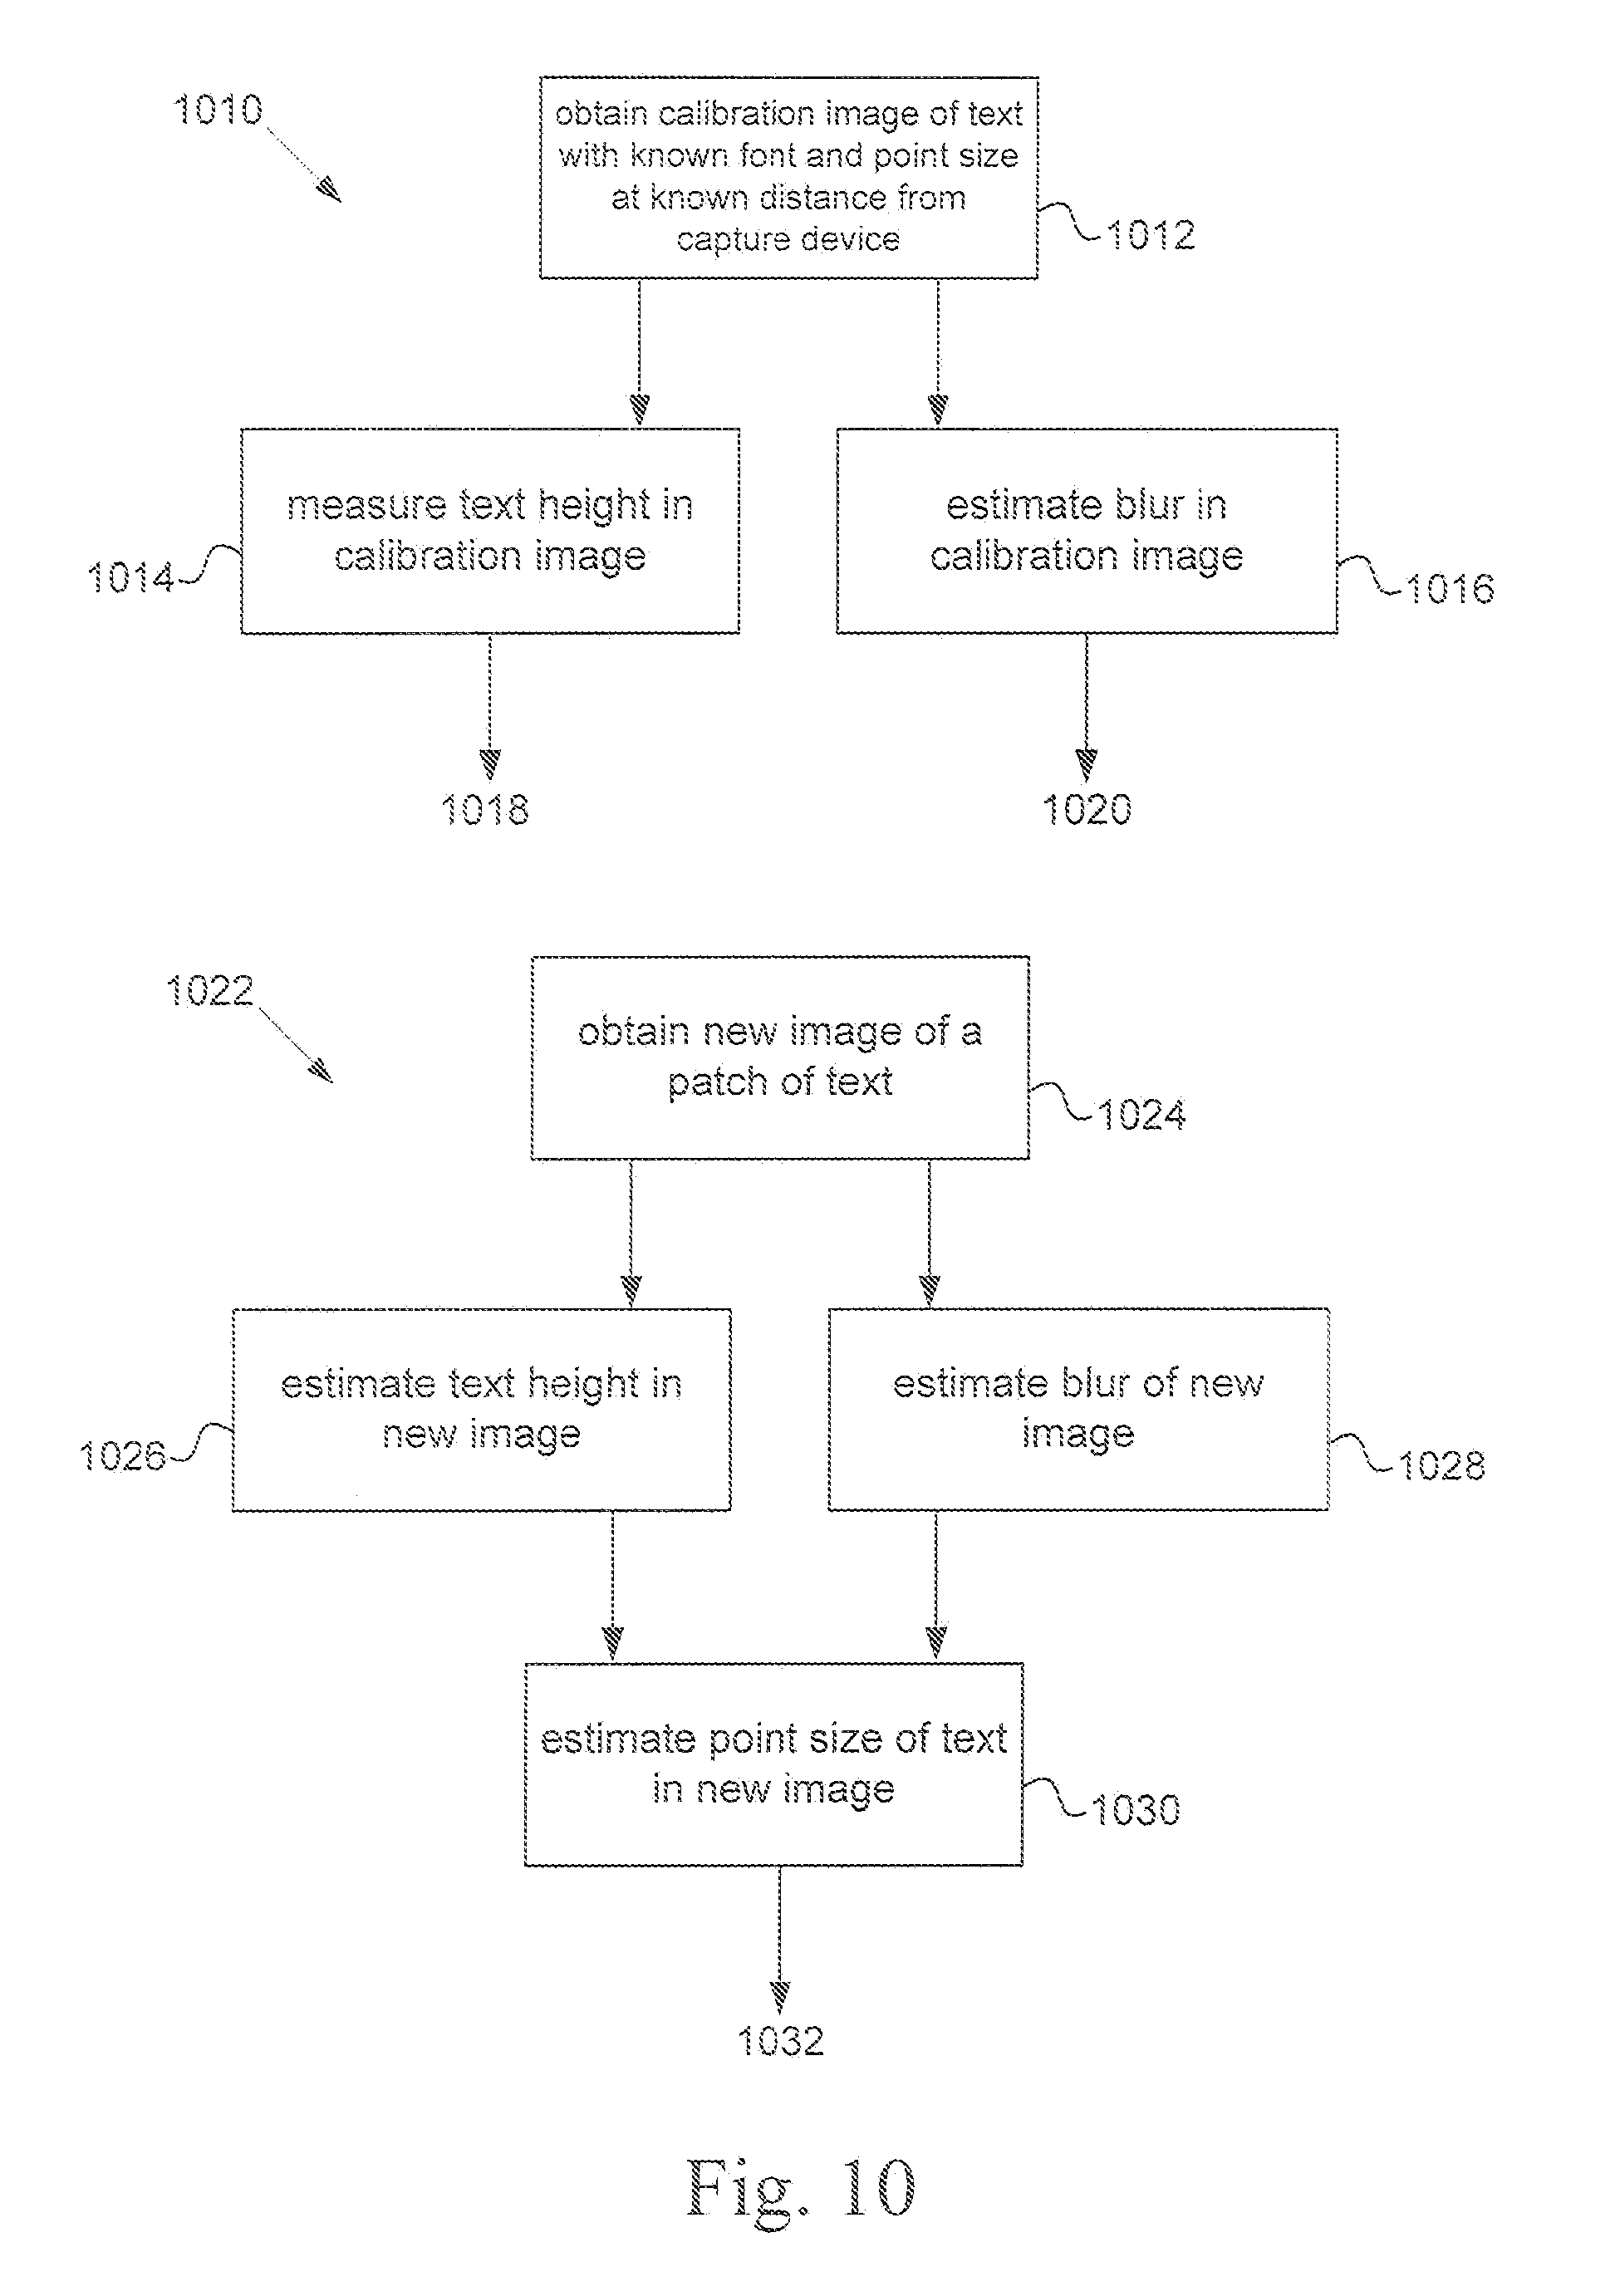 1010
obtain calibration image of text
with known font and point size
at known distance from
capture device
1012
measure text height in
calibration image
1014
estimate blur in
calibration image
1016
1018
1020
1022
obtain new image of a
patch of text
1024
estimate text height in
new image
1026
estimate blur of new
image
1028
estimate point size of text
in new image
1030
1032
Fig. 10